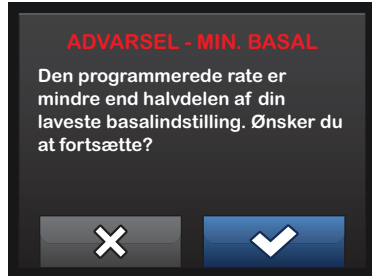 ADVARSEL - MIN. BASAL
Den programmerede rate er
mindre end halvdelen af din
laveste basalindstilling. Ønsker du
at fortsætte?